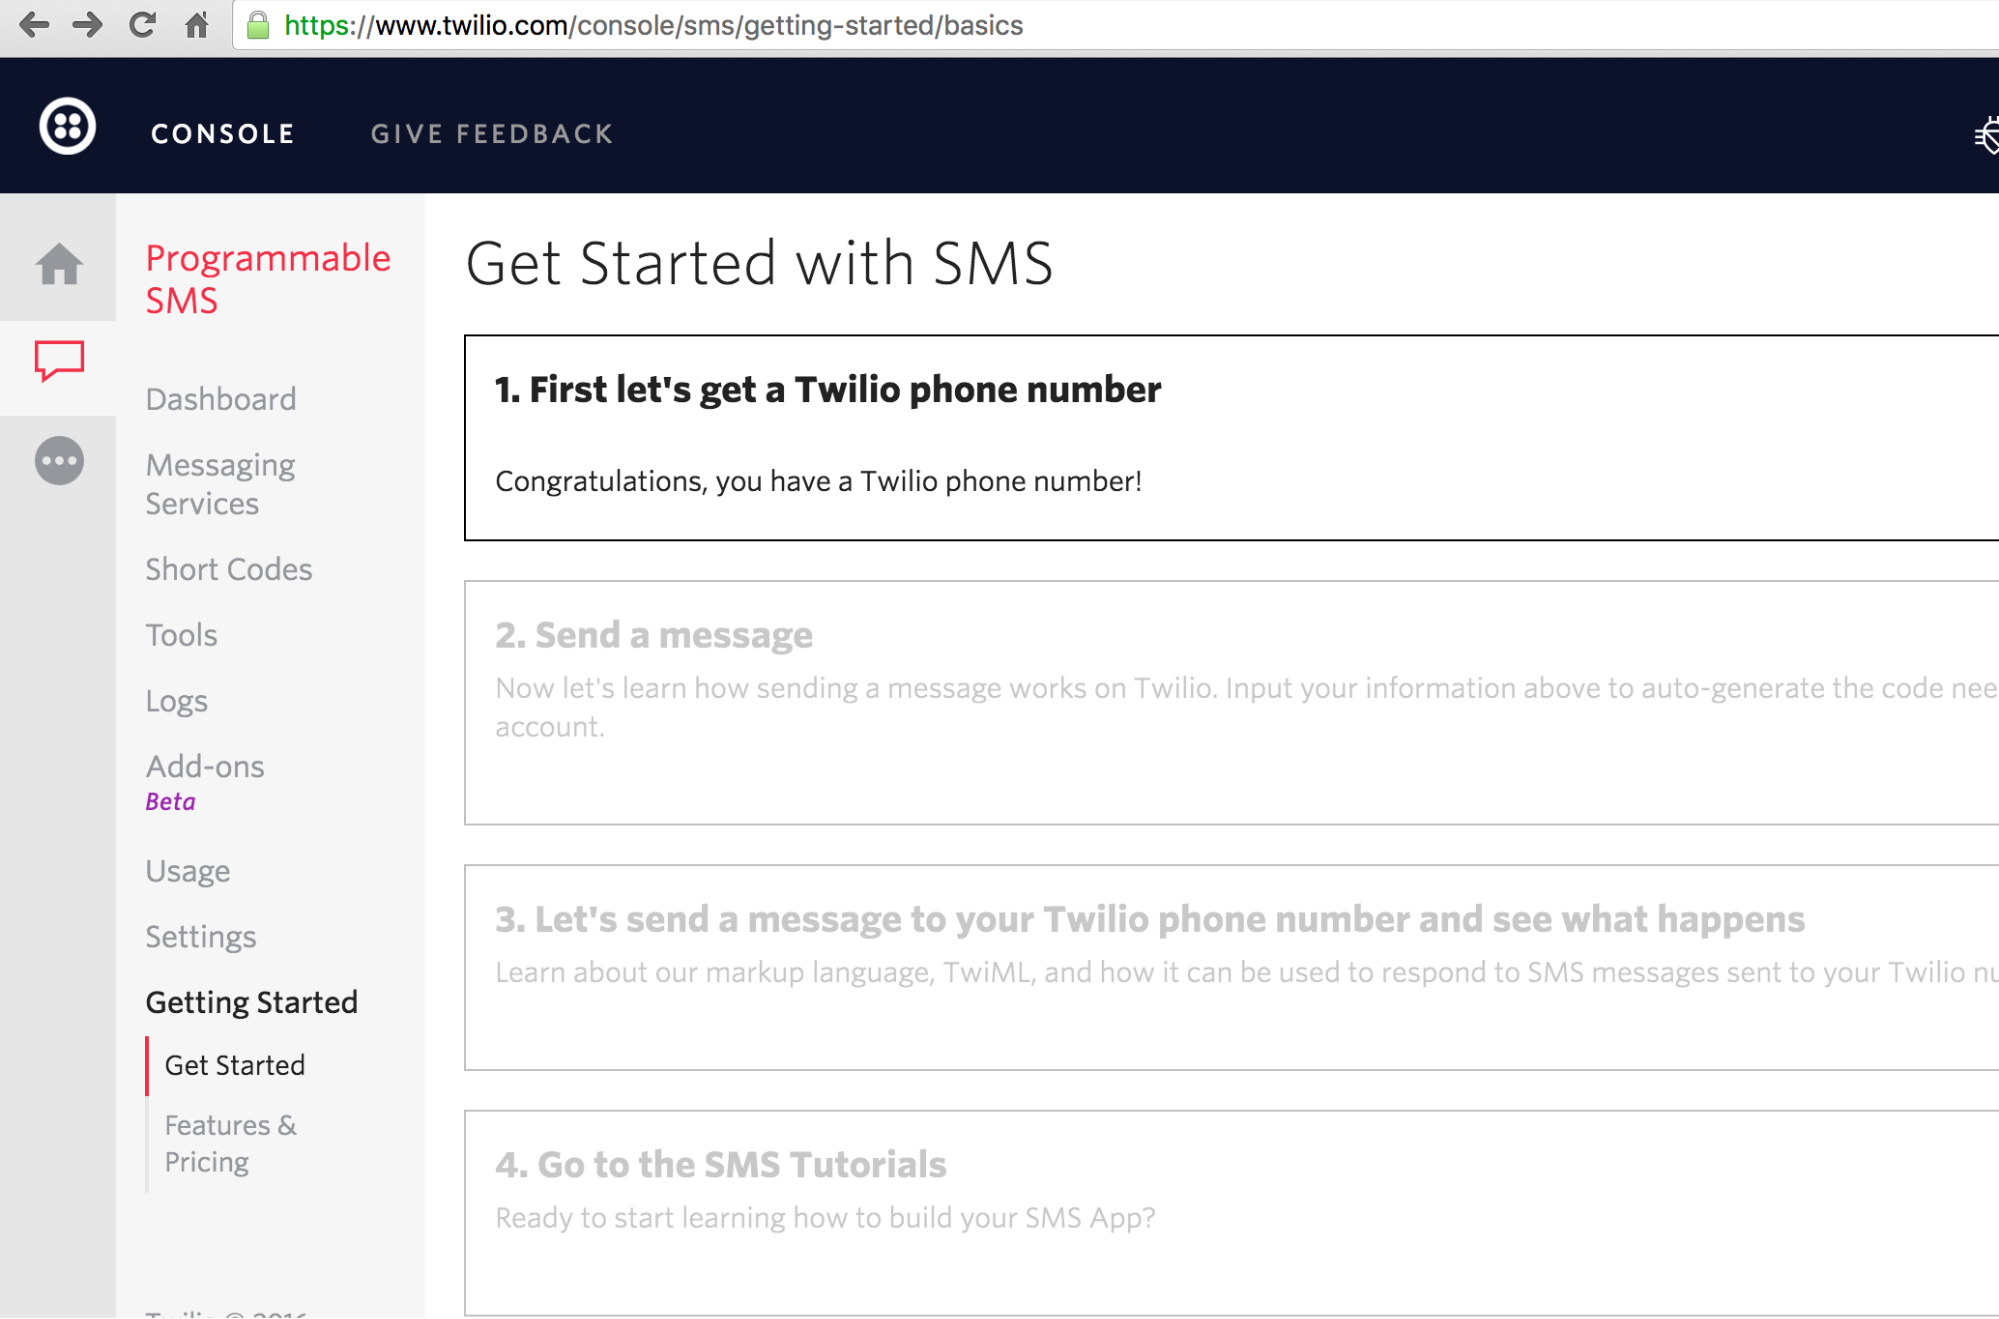 https://www.twilio.com/console/sms/getting-started/basics
CONSOLE
GIVE FEEDBACK
Programmable
SMS
Dashboard
Messaging
Services
Short Codes
Tools
Logs
Add-ons
Beta
Usage
Settings
Getting Started
Get Started
Features &
Pricing
Twilio © 2016
Get Started with SMS
1. First let's get a Twilio phone number
Congratulations, you have a Twilio phone number!
2. Send a message
Now let's learn how sending a message works on Twilio. Input your information above to auto-generate the code
account.
3. Let's send a message to your Twilio phone number and see what happens
Learn about our markup language, TwiML, and how it can be used to respond to SMS messages sent to your Twilio
4. Go to the SMS Tutorials
Ready to start learning how to build your SMS App?